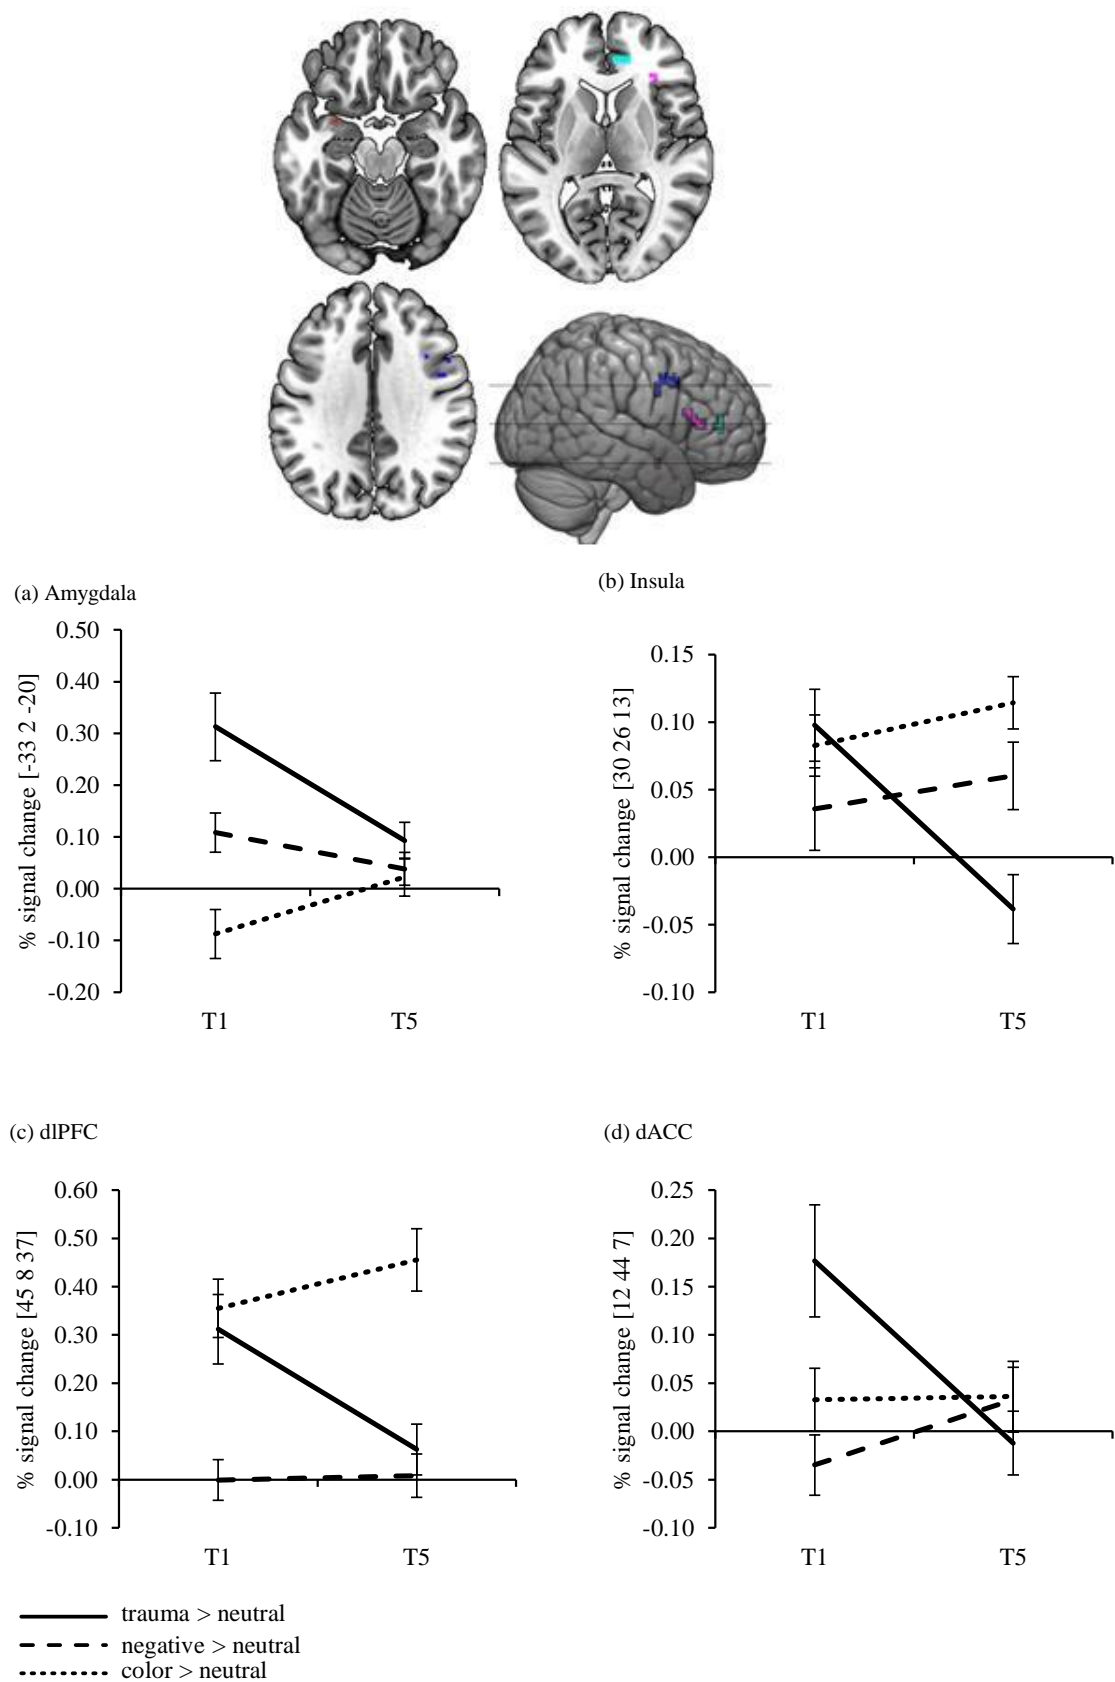 (a) Amygdala
% signal change [-33 2 -20]
0.50
0.40
0.30
0.20
0.10
0.00
-0.10
-0.20
T1 T5
(b) Insula
% signal change [30 26 13]
0.15
0.10
0.05
0.00
-0.05
-0.10
T1 T5
(c) dlPFC
% signal change [45 8 37]
0.60
0.50
0.40
0.30
0.20
0.10
0.00
-0.10
T1 T5
(d) dACC
% signal change [12 44 7]
0.25
0.20
0.15
0.10
0.05
0.00
-0.05
-0.10
T1 T5
trauma > neutral
negative > neutral
color > neutral